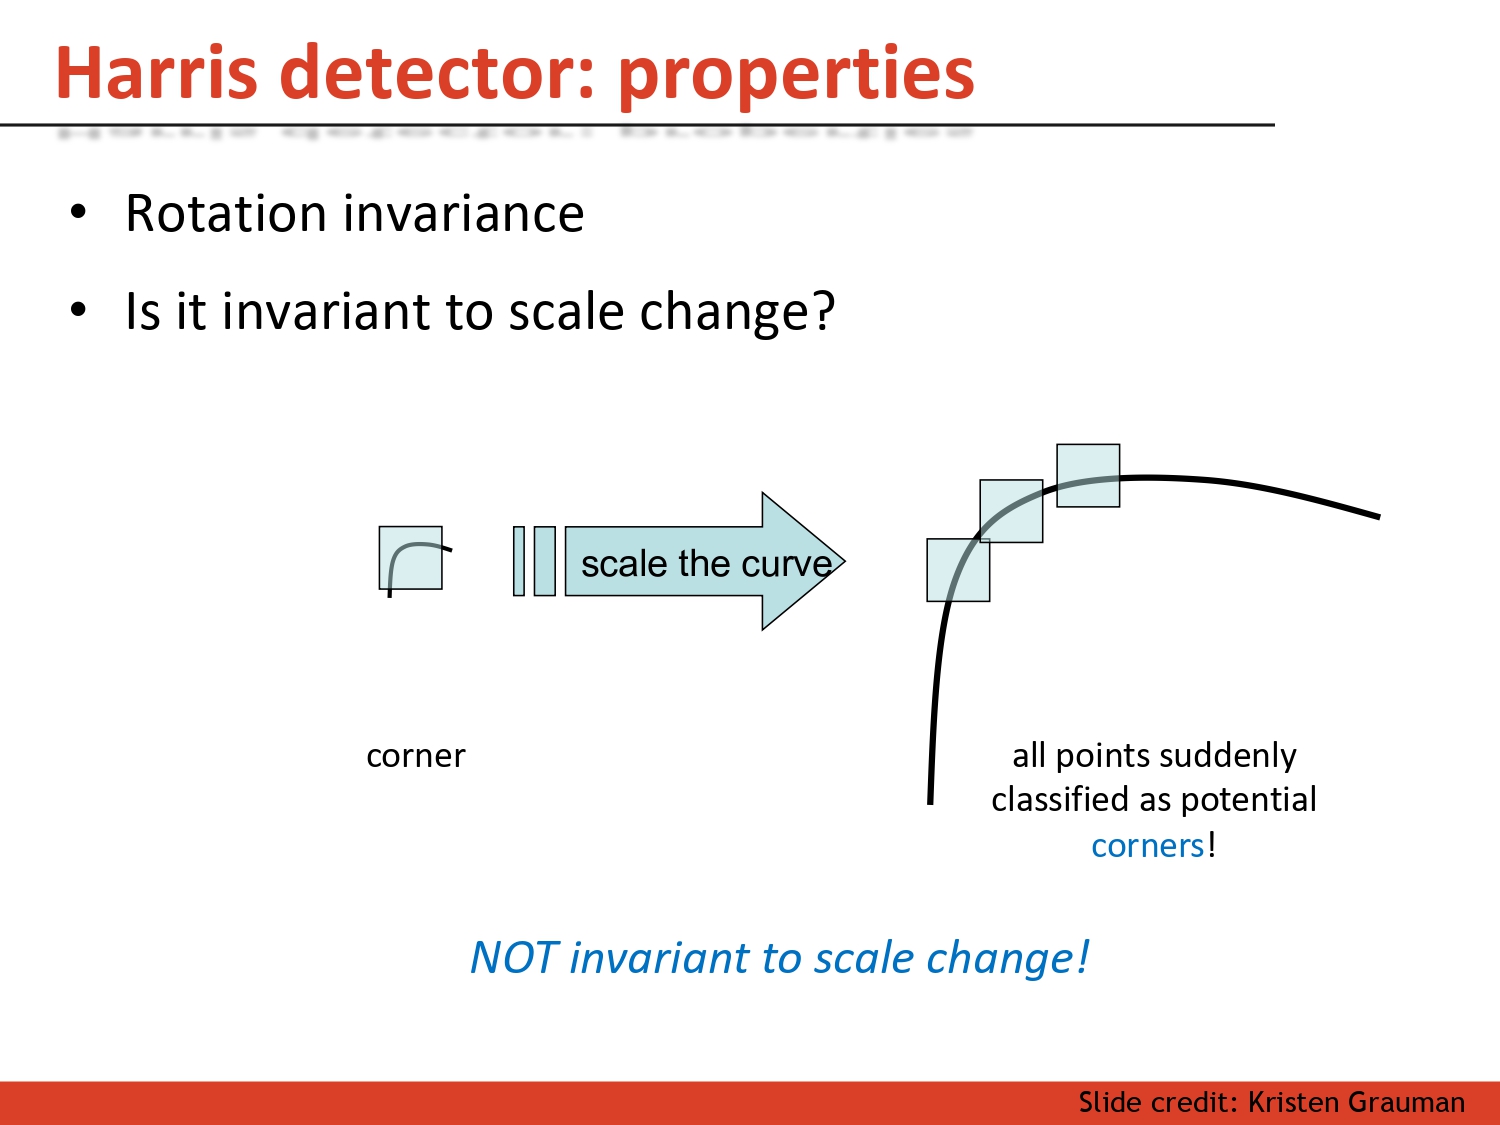 Harris detector: properties
• Rotation invariance
• Is it invariant to scale change?
scale the curve
corner
all points suddenly
classified as potential
corners!
NOT invariant to scale change!
Slide credit: Kristen Grauman